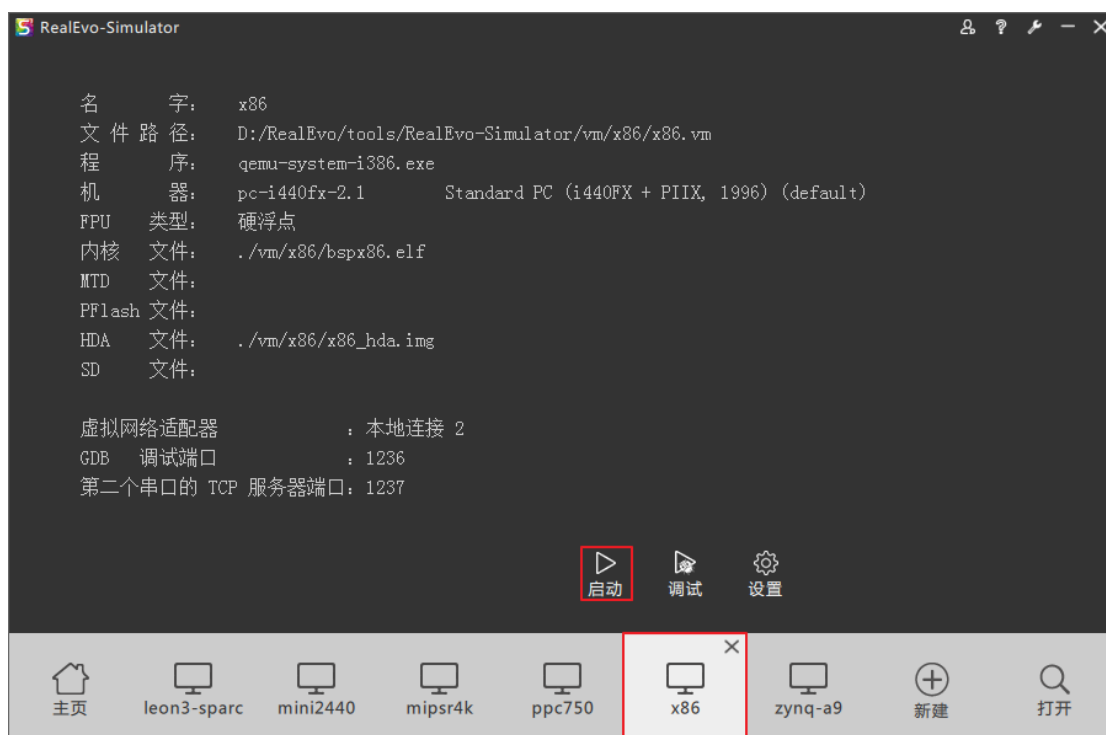 RealEvo-Simulator
名 字: x86
文件路径: D:/RealEvo/tools/RealEvo-Simulator/vm/x86/x86.vm
程 序: qemu-system-i386.exe
机 器: pc-i440fx-2.1 Standard PC (i440FX + PIIX, 1996) (default)
FPU 类型: 硬浮点
内核 文件: ./vm/x86/bspx86.elf
MTD 文件:
PFlash 文件:
HDA 文件: ./vm/x86/x86_hda.img
SD 文件:
虚拟网络适配器 : 本地连接 2
GDB 调试端口 : 1236
第二个串口的 TCP 服务器端口: 1237
启动 调试 设置
主页 leon3-sparc mini2440 mipsr4k ppc750 x86 zynq-a9 新建 打开